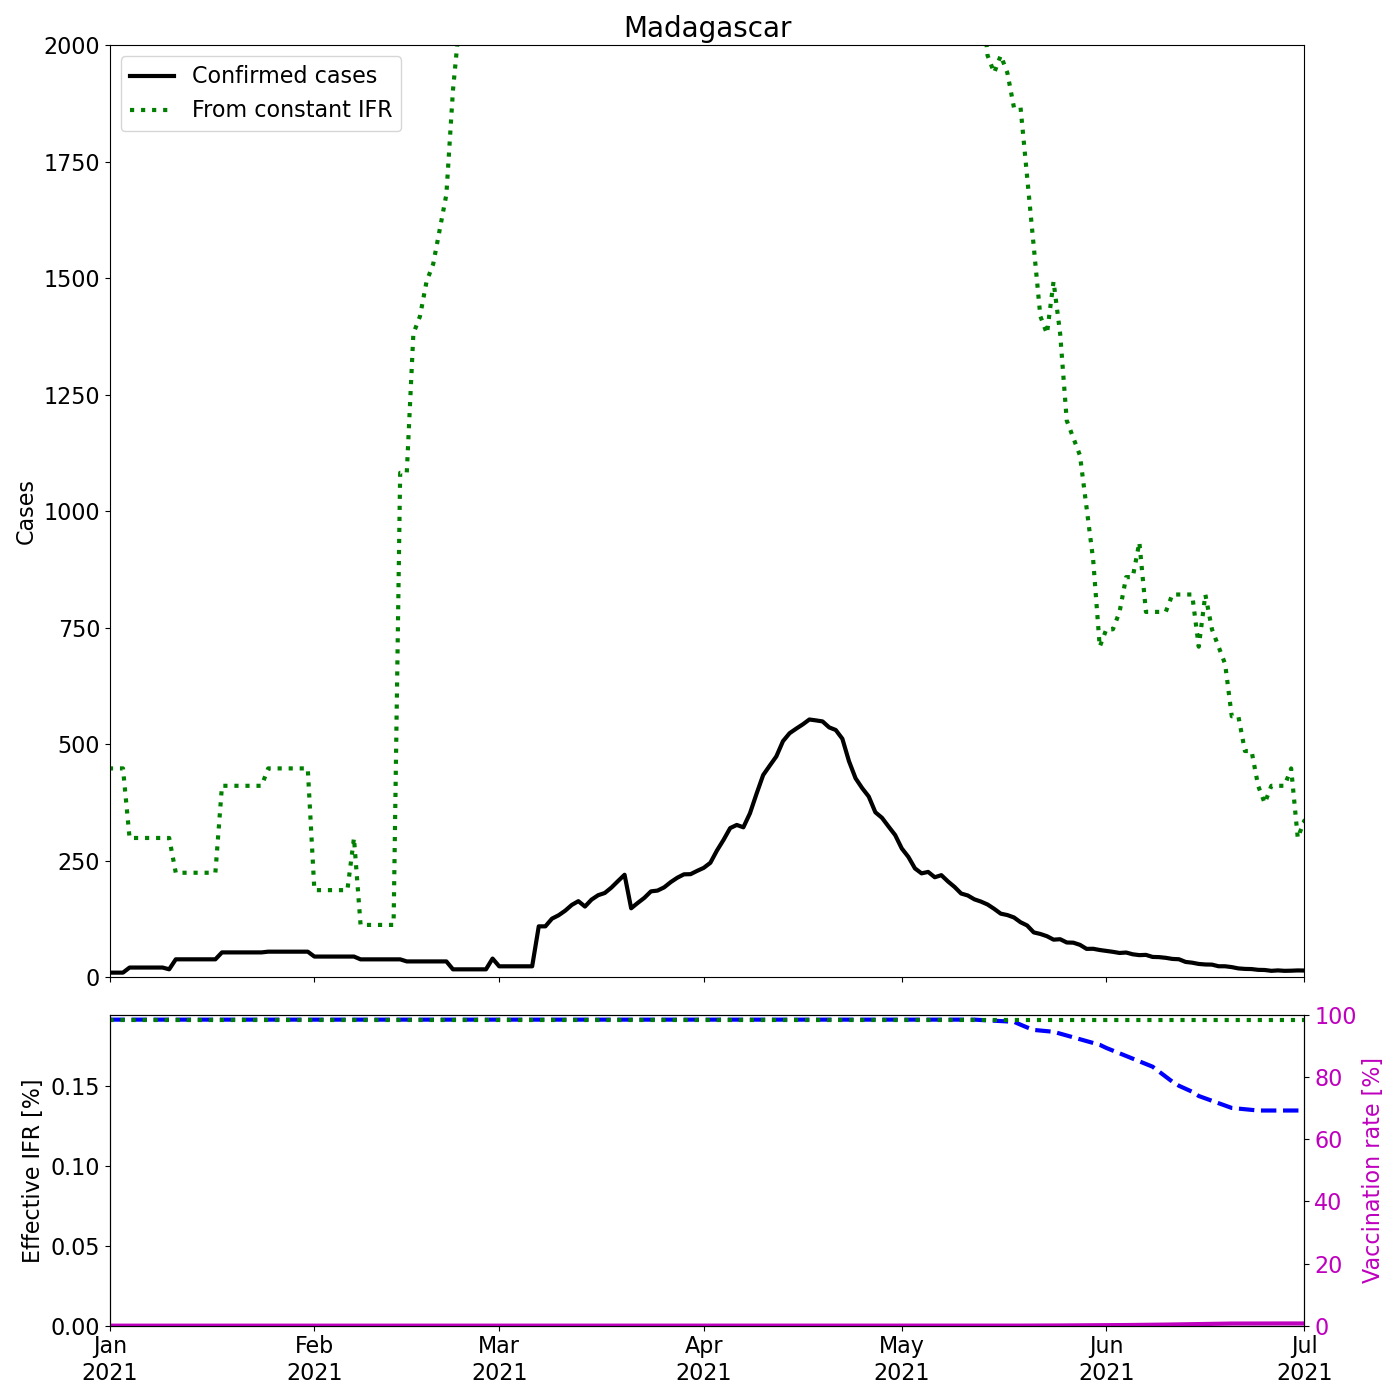 Madagascar
2000
1750
1500
1250
1000
750
500
250
0
Cases
Confirmed cases
From constant IFR
0.15
0.10
0.05
0.00
Effective IFR [%]
100
80
60
40
20
0
Vaccination rate [%]
Jan Feb Mar Apr May Jun Jul
2021 2021 2021 2021 2021 2021 2021